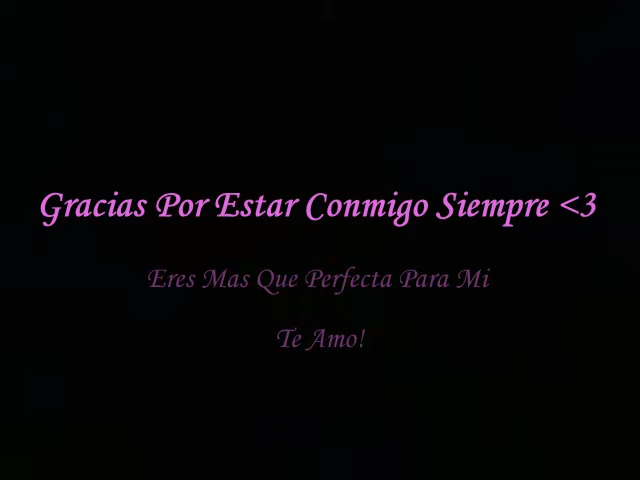 Gracias Por Estar Conmigo Siempre <3
Eres Mas Que Perfecta Para Mi
Te Amo!